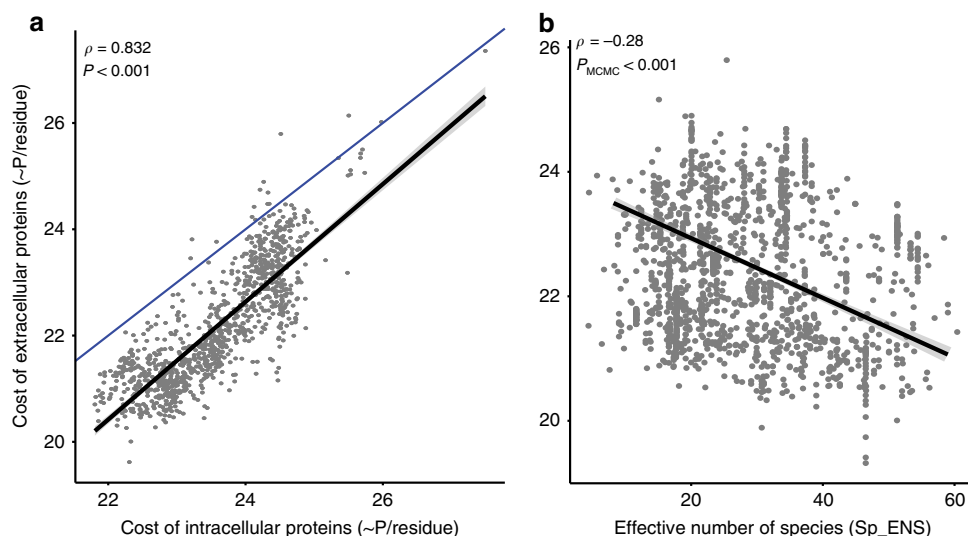 a
ρ = 0.832
P < 0.001
Cost of extracellular proteins (~P/residue)
26
24
22
20
22
24
26
Cost of intracellular proteins (~P/residue)
b
ρ = –0.28
P_MCMC < 0.001
26
24
22
20
20
40
60
Effective number of species (Sp_ENS)